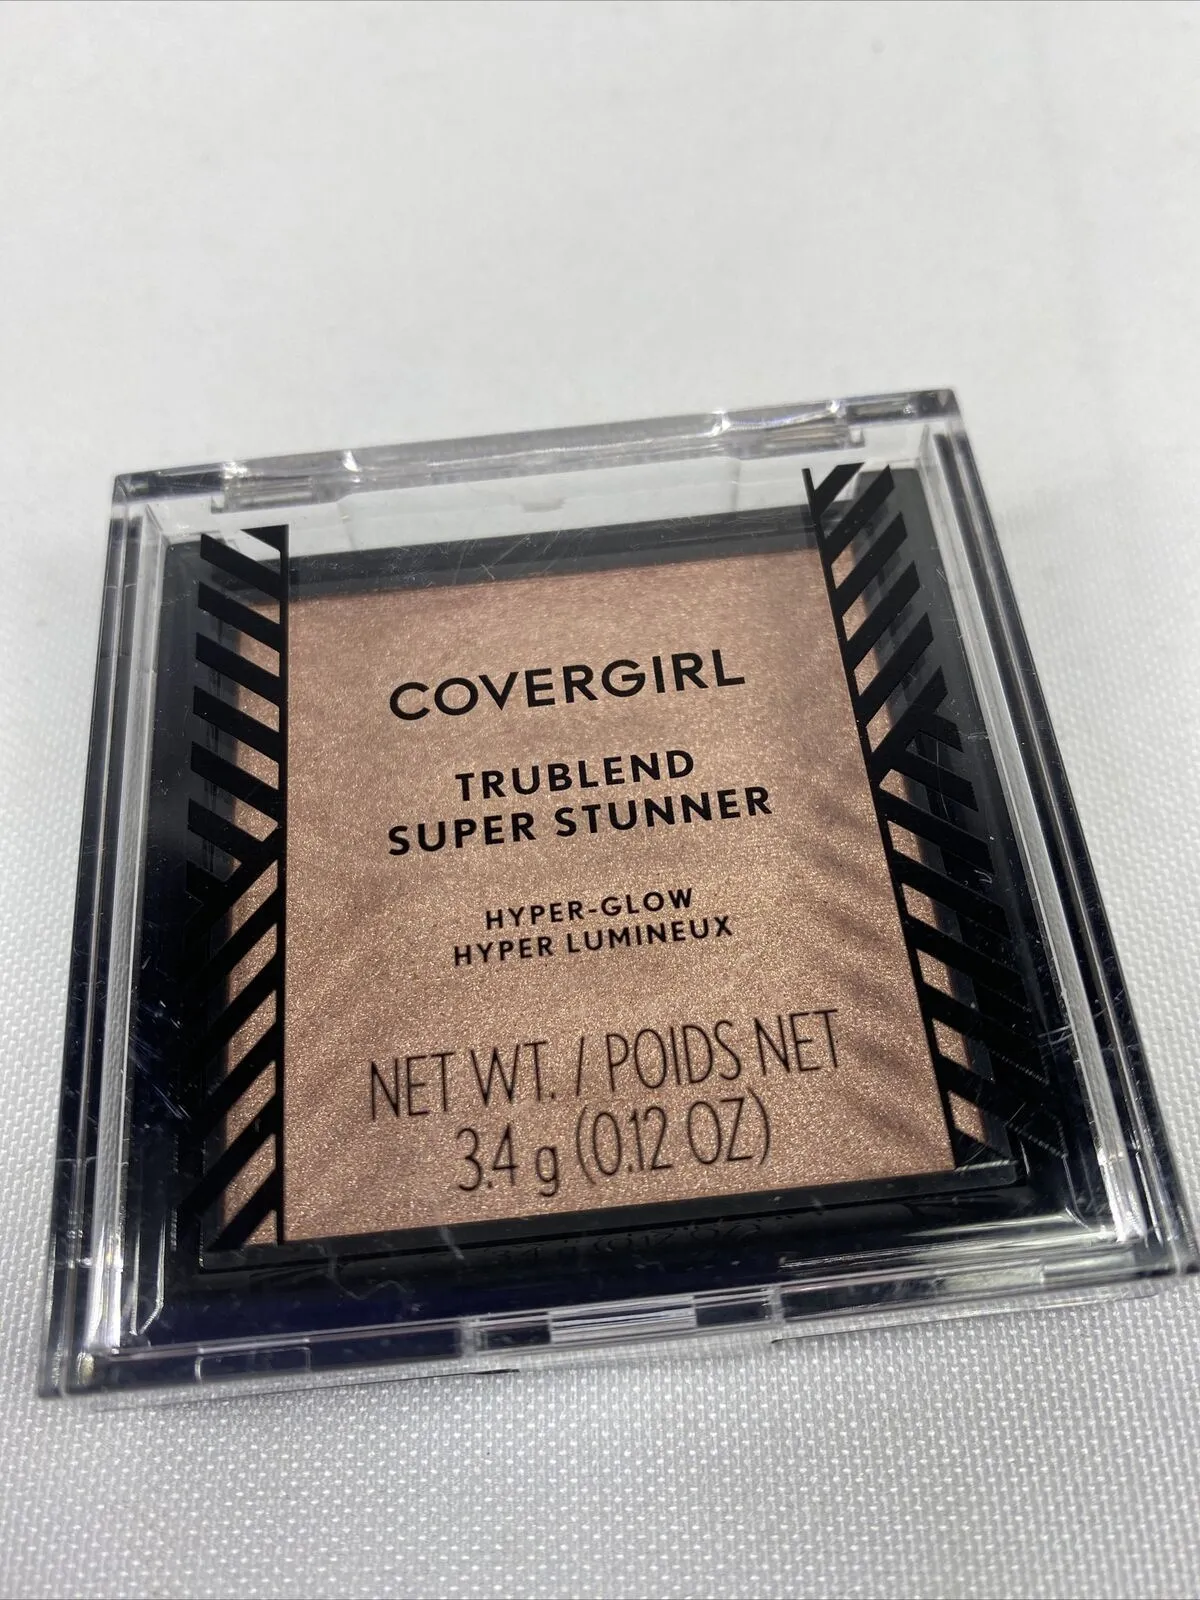 COVERGIRL
TRUBLEND
SUPER STUNNER
HYPER-GLOW
HYPER LUMINEUX
NET WT. / POIDS NET
3.4 g (0.12 OZ)